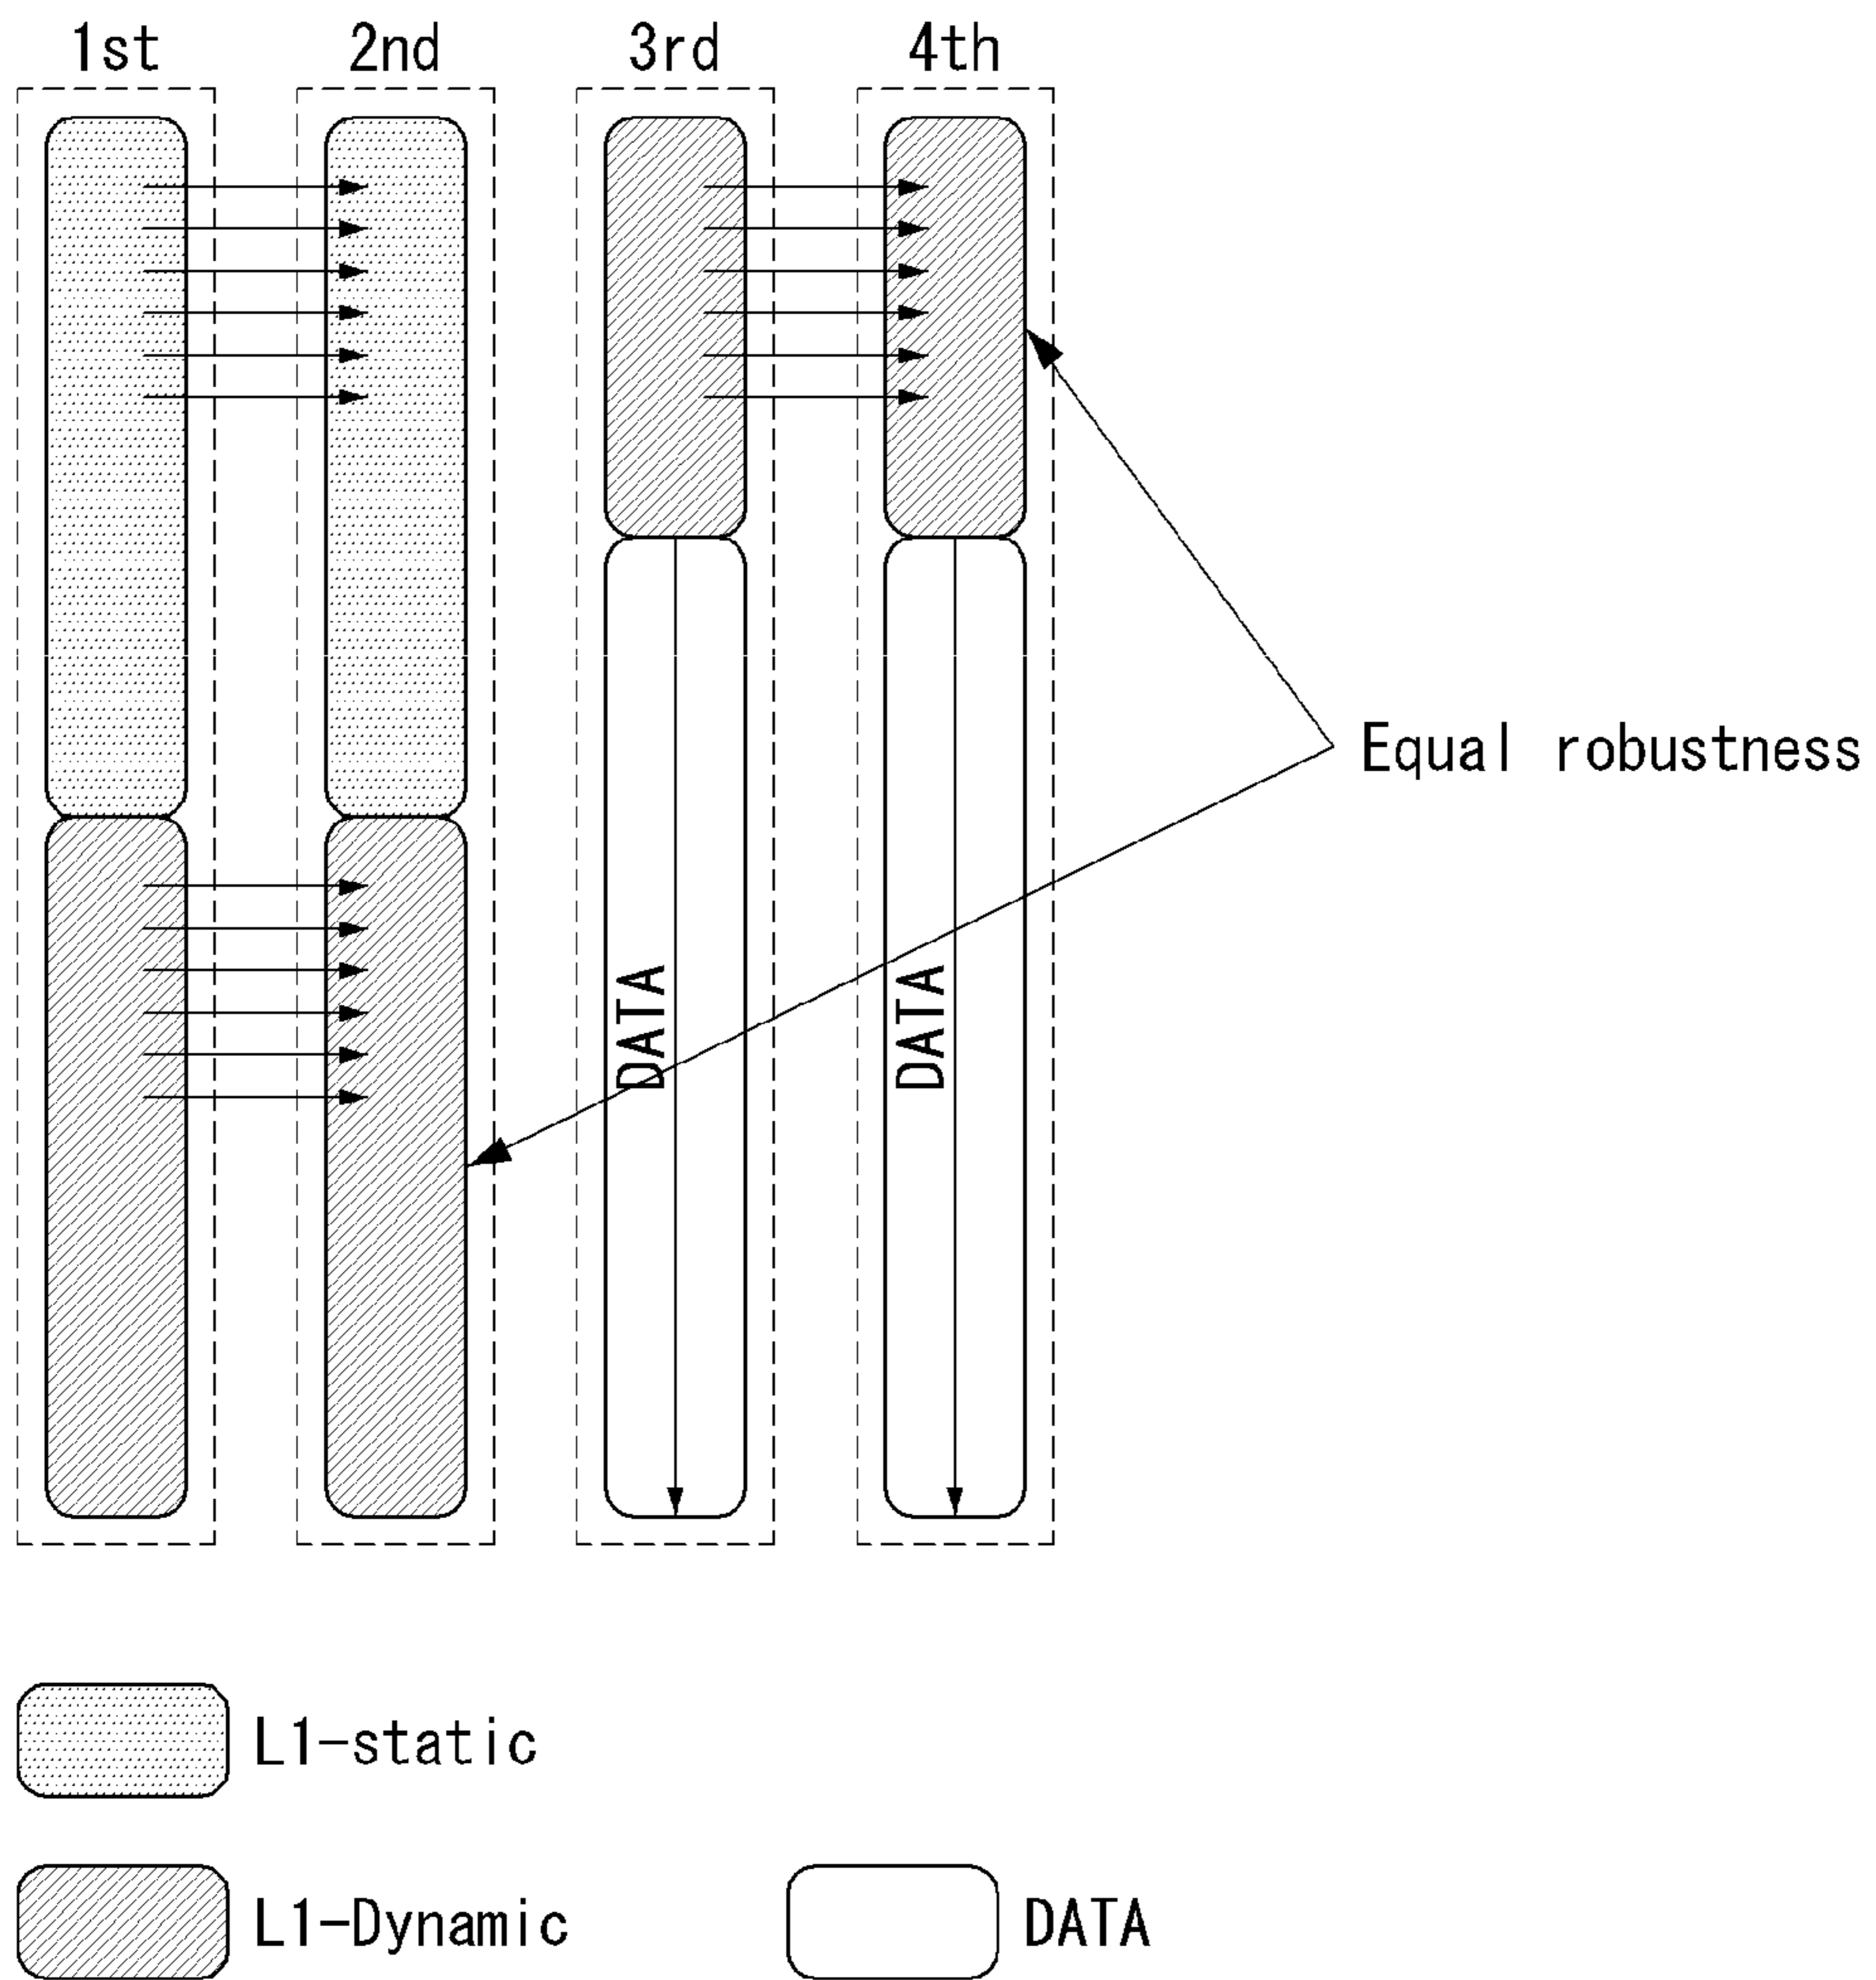 1st 2nd 3rd 4th
Equal robustness
DATA DATA
L1-static
L1-Dynamic DATA